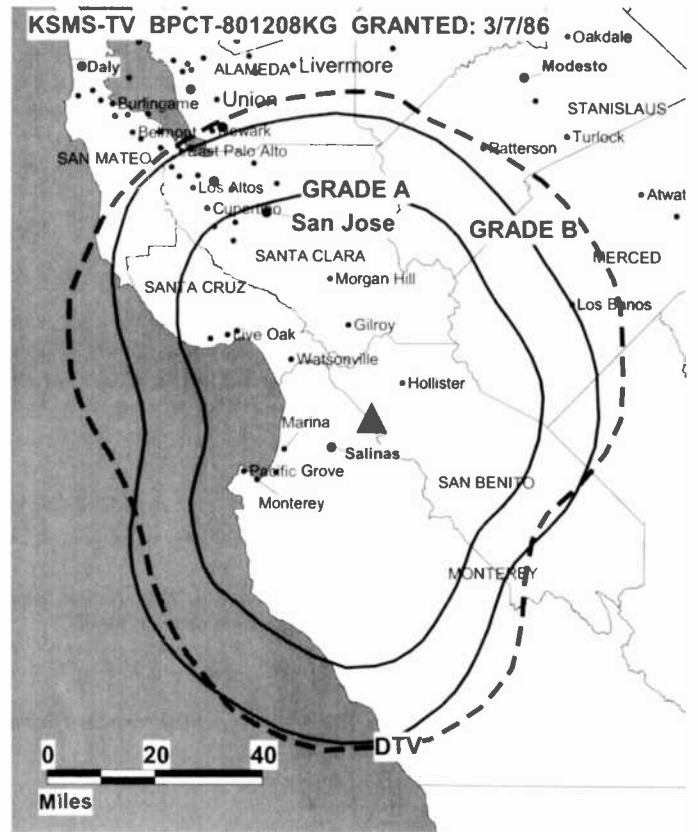 KSMS-TV BPCT-801208KG GRANTED: 3/7/86
Oakdale
Daly
ALAMEDA
Livermore
Modesto
Burlingame
Union
STANISLAUS
Belmont
Newark
Turlock
SAN MATEO
East Palo Alto
Patterson
Los Altos
GRADE A
Atwat
Cupertino
San Jose
GRADE B
SANTA CLARA
MERCED
SANTA CRUZ
Morgan Hill
Los Banos
Live Oak
Gilroy
Watsonville
Hollister
Marina
Salinas
Pacific Grove
SAN BENITO
Monterey
MONTEREY
DTV
0 20 40
Miles